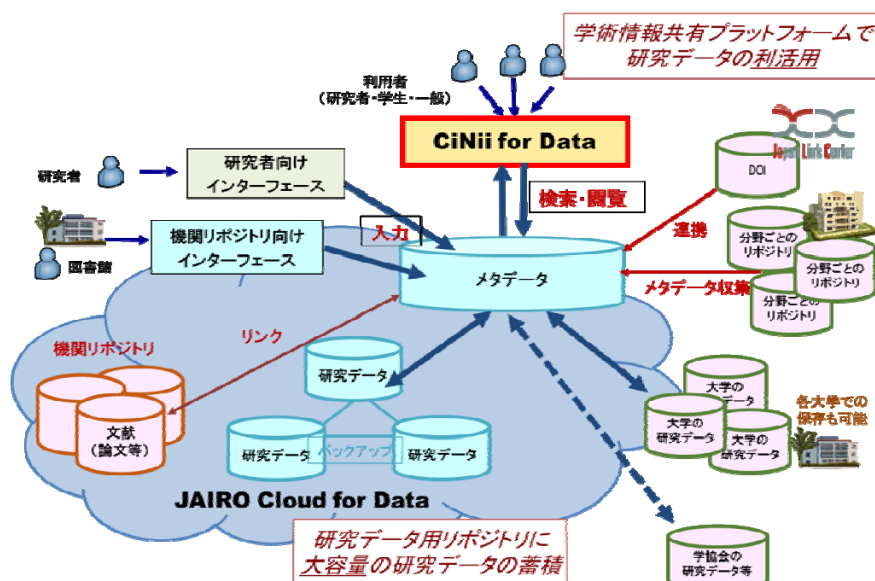 学術情報共有プラットフォームで
研究データの利活用
利用者
(研究者・学生・一般)
CiNii for Data
Japan Link Center
DOI
研究者
研究者向け
インターフェース
検索・閲覧
連携
分野ごとの
リポジトリ
分野ごとの
リポジトリ
分野ごとの
リポジトリ
図書館
機関リポジトリ向け
インターフェース
入力
メタデータ
メタデータ収集
機関リポジトリ
リンク
研究データ
文献
(論文等)
研究データ
バックアップ
研究データ
大学の
データ
大学の
研究データ
大学の
研究データ
各大学での
保存も可能
JAIRO Cloud for Data
研究データ用リポジトリに
大容量の研究データの蓄積
学協会の
研究データ等